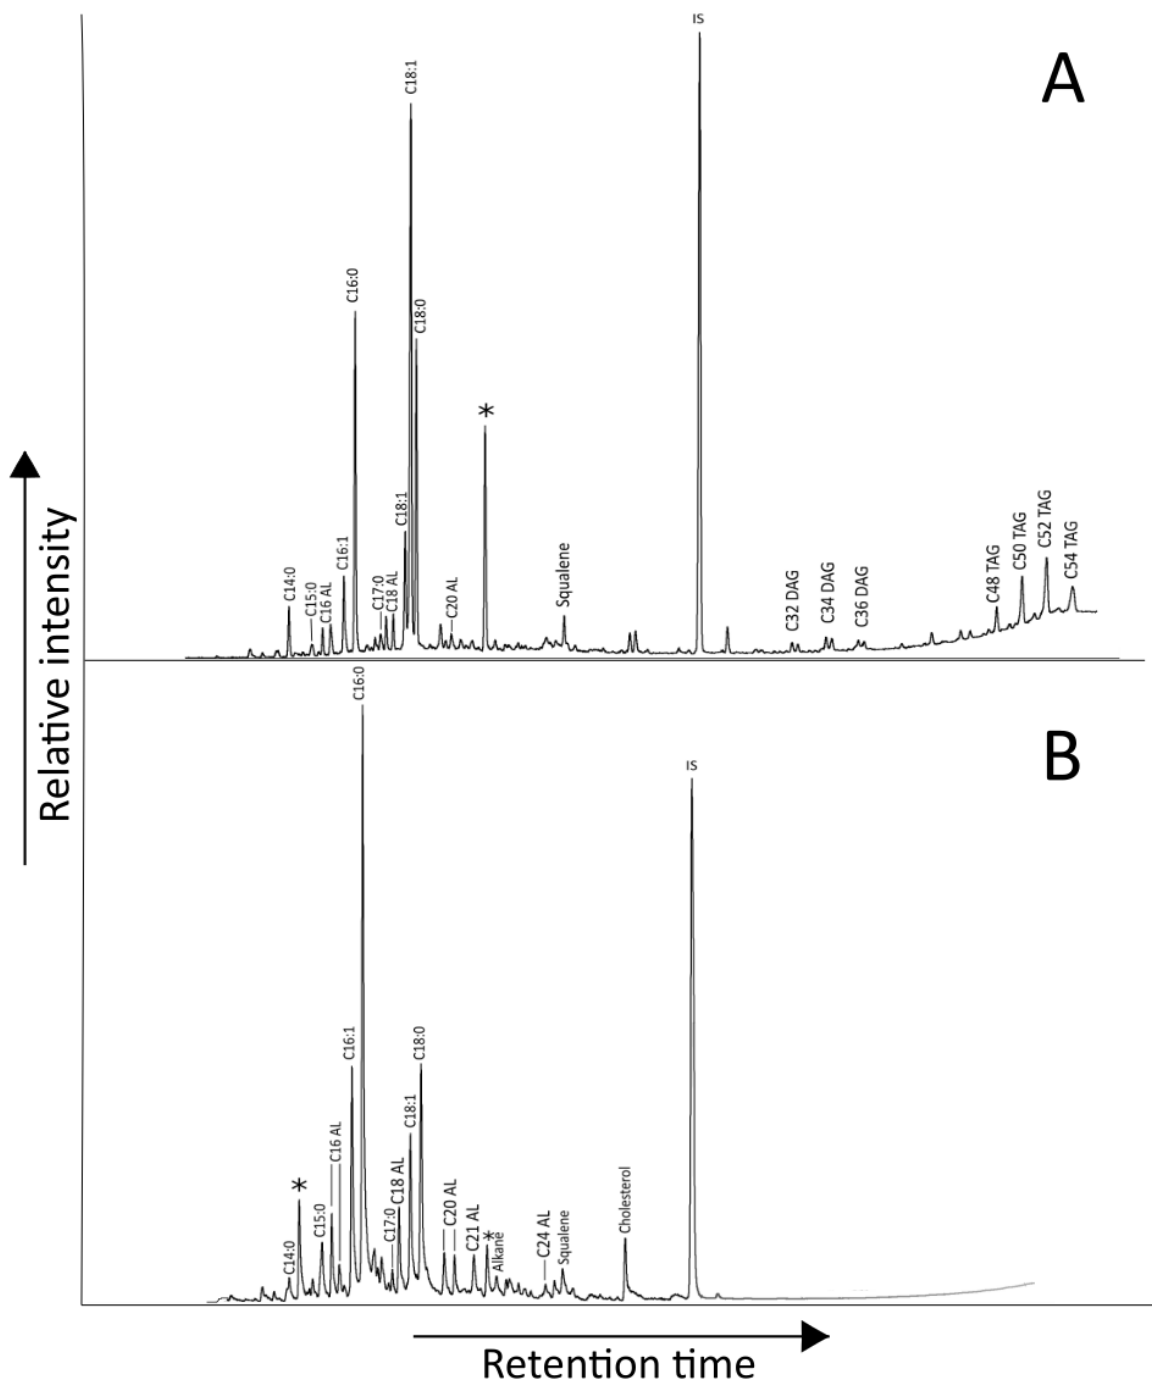 IS
A
C18:1
C16:0
C18:0
*
C18:1
C16:1
C14:0
C15:0
C16 AL
C17:0
C18 AL
C20 AL
Squalene
C32 DAG
C34 DAG
C36 DAG
C48 TAG
C50 TAG
C52 TAG
C54 TAG
Relative intensity
C16:0
B
IS
C16:1
C18:0
C18:1
C16 AL
*
C14:0
C15:0
C17:0
C18 AL
C20 AL
C21 AL
*
Alkane
C24 AL
Squalene
Cholesterol
Retention time